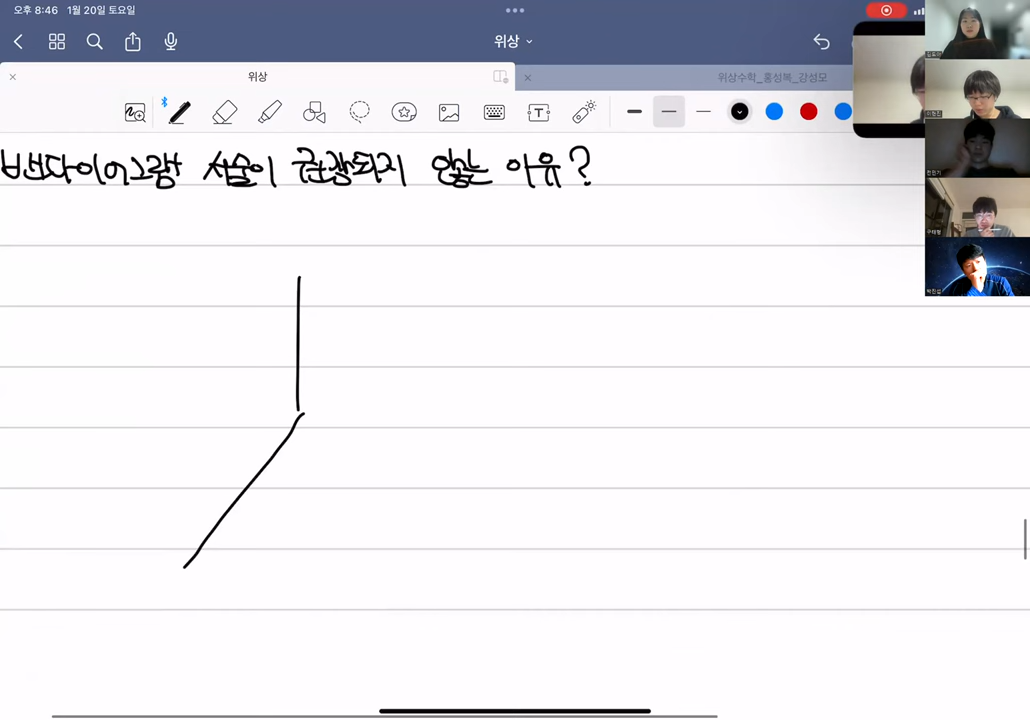 오후 8:46 1월 20일 토요일
위상
위상
위상수학_홍성복_강성모
벤다이어그램 서술이 권장되지 않는 이유?